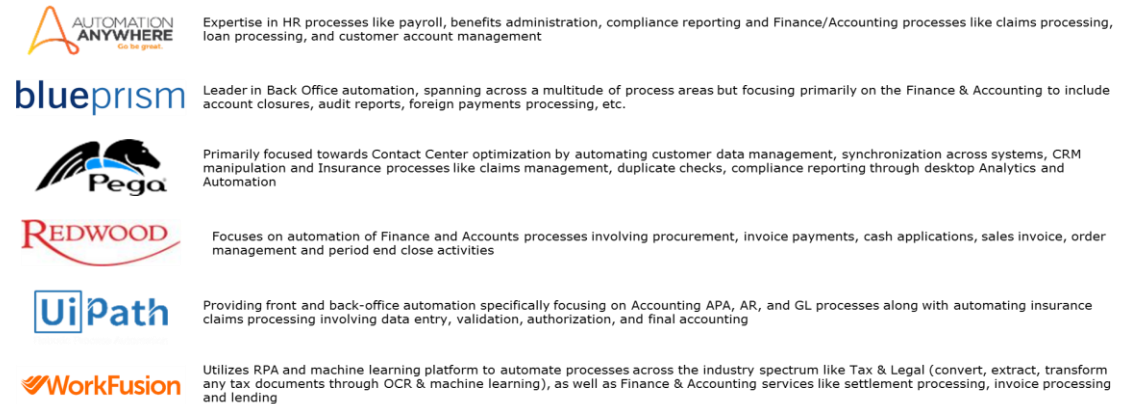 AUTOMATION
ANYWHERE
Go be great.
Expertise in HR processes like payroll, benefits administration, compliance reporting and Finance/Accounting processes like claims processing,
loan processing, and customer account management
blueprism
Leader in Back Office automation, spanning across a multitude of process areas but focusing primarily on the Finance & Accounting to include
account closures, audit reports, foreign payments processing, etc.
Pega
Primarily focused towards Contact Center optimization by automating customer data management, synchronization across systems, CRM
manipulation and Insurance processes like claims management, duplicate checks, compliance reporting through desktop Analytics and
Automation
REDWOOD
Focuses on automation of Finance and Accounts processes involving procurement, invoice payments, cash applications, sales invoice, order
management and period end close activities
UiPath
Providing front and back-office automation specifically focusing on Accounting APA, AR, and GL processes along with automating insurance
claims processing involving data entry, validation, authorization, and final accounting
WorkFusion
Utilizes RPA and machine learning platform to automate processes across the industry spectrum like Tax & Legal (convert, extract, transform
any tax documents through OCR & machine learning), as well as Finance & Accounting services like settlement processing, invoice processing
and lending